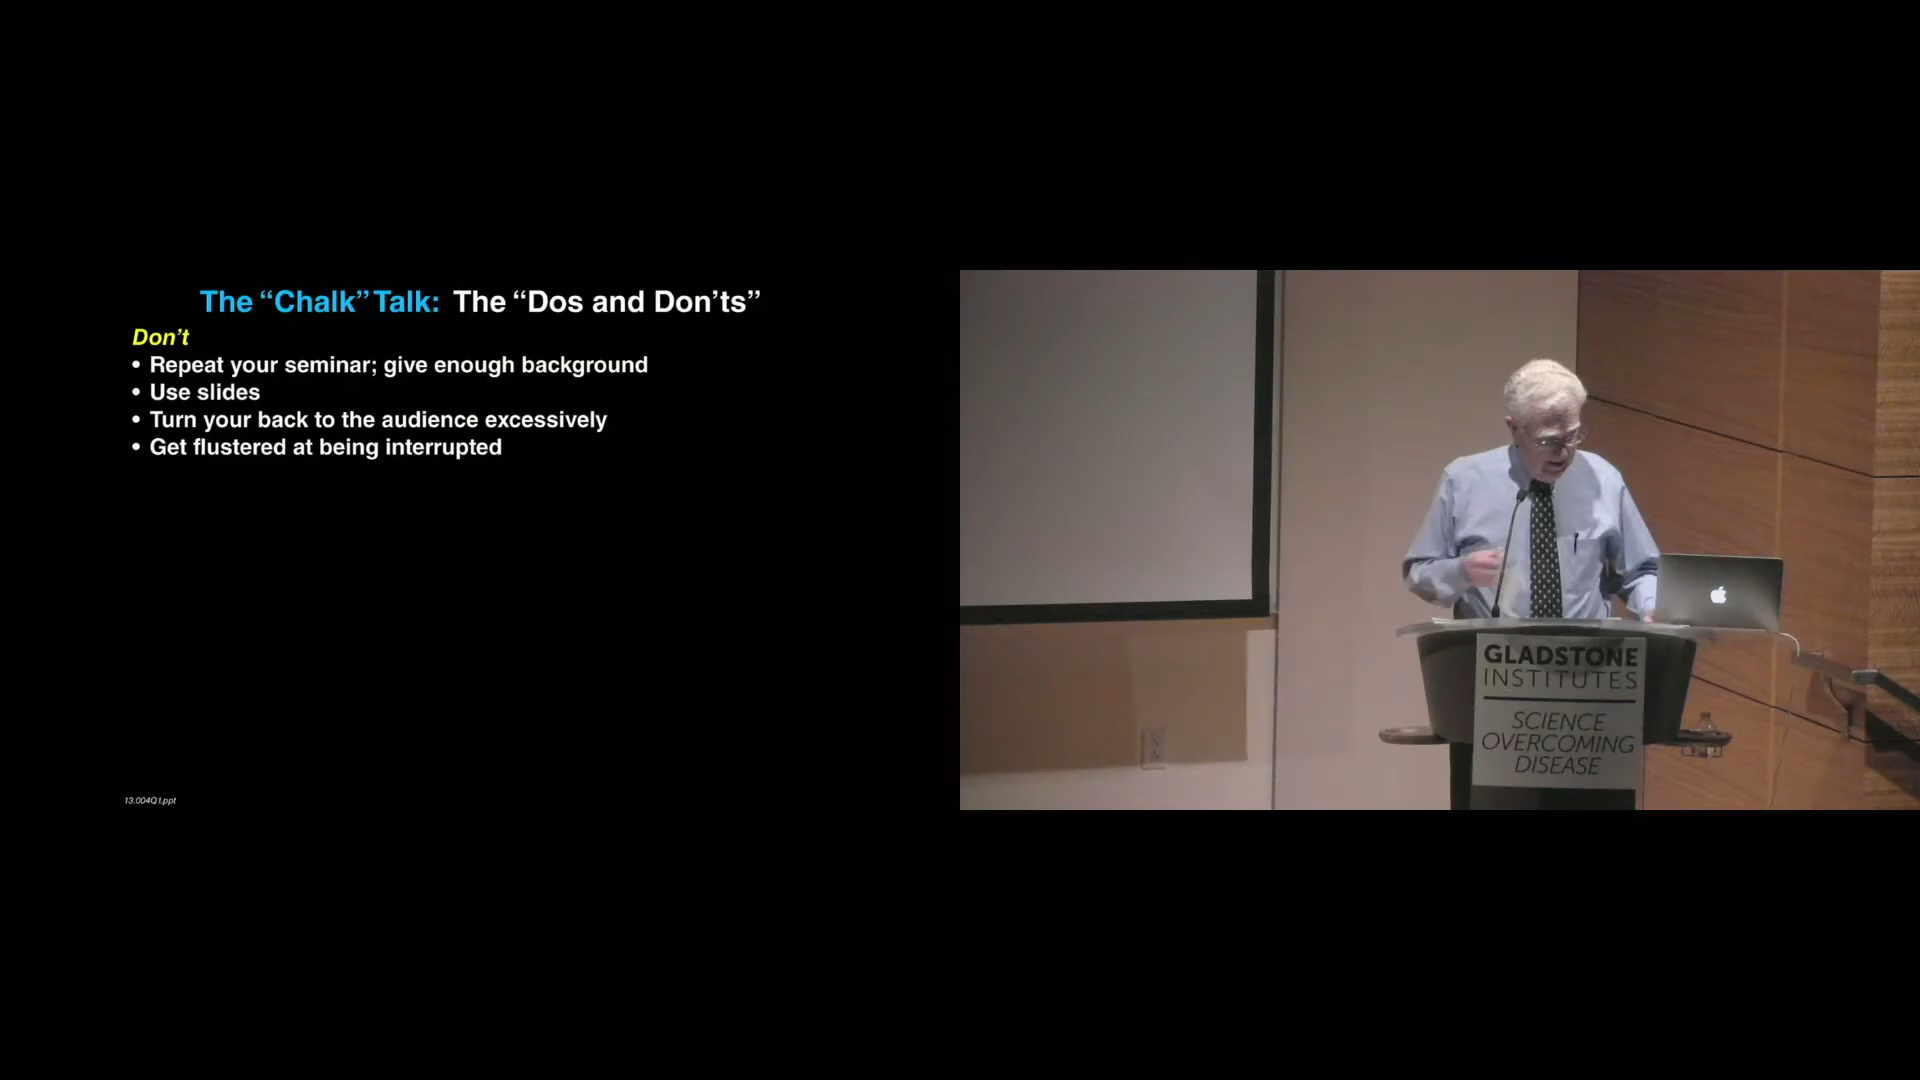 The “Chalk” Talk: The “Dos and Don’ts”
Don’t
• Repeat your seminar; give enough background
• Use slides
• Turn your back to the audience excessively
• Get flustered at being interrupted
13.004Q1.ppt
GLADSTONE
INSTITUTES
SCIENCE
OVERCOMING
DISEASE